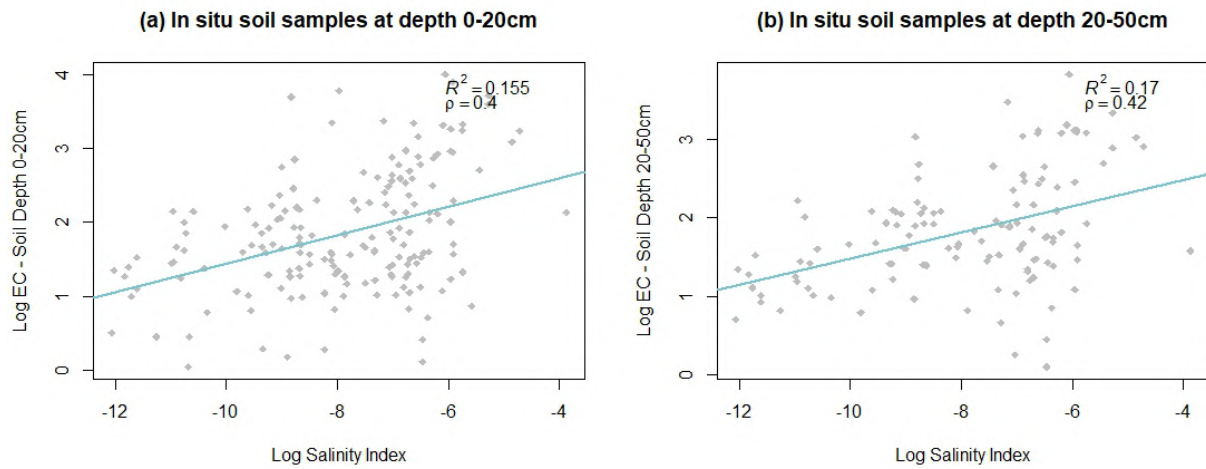 (a) In situ soil samples at depth 0-20cm
R² = 0.155
ρ = 0.4
Log EC - Soil Depth 0-20cm
4
3
2
1
0
-12 -10 -8 -6 -4
Log Salinity Index
(b) In situ soil samples at depth 20-50cm
R² = 0.17
ρ = 0.42
Log EC - Soil Depth 20-50cm
3
2
1
0
-12 -10 -8 -6 -4
Log Salinity Index